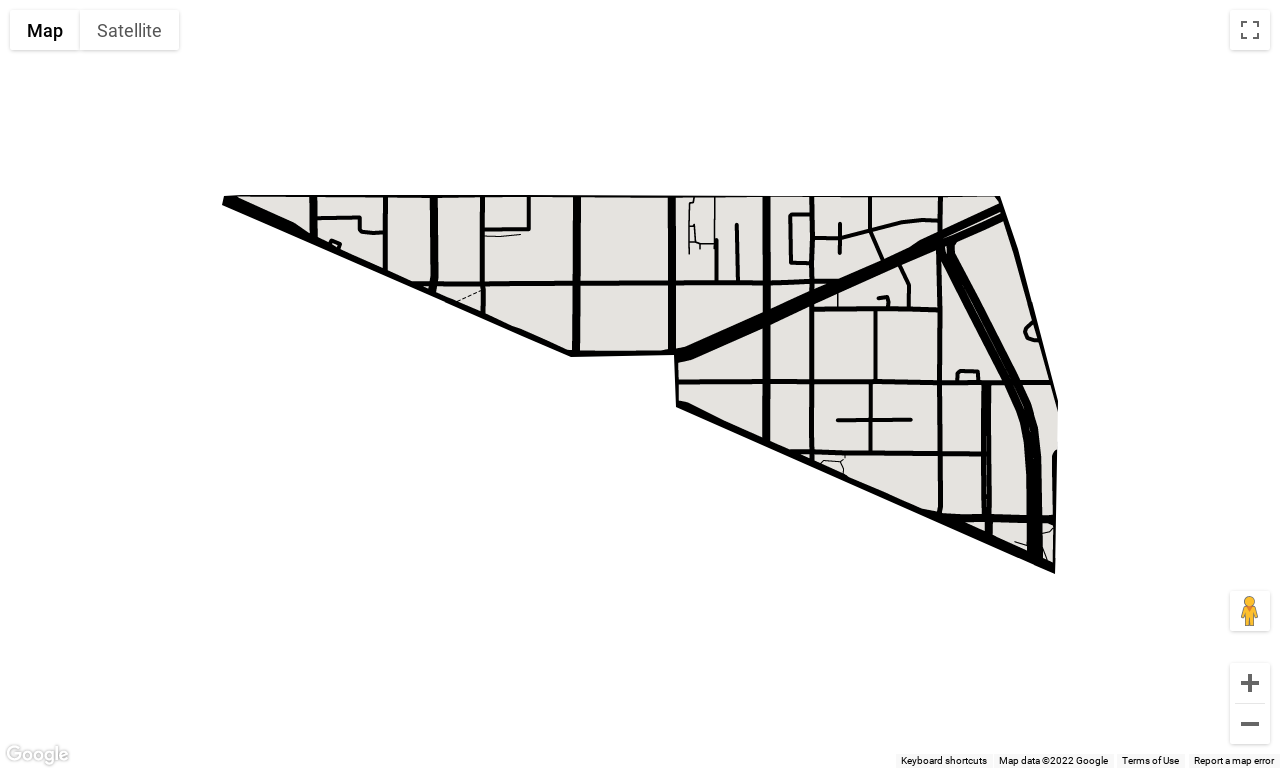 Map
Satellite
Google
Keyboard shortcuts
Map data ©2022 Google
Terms of Use
Report a map error